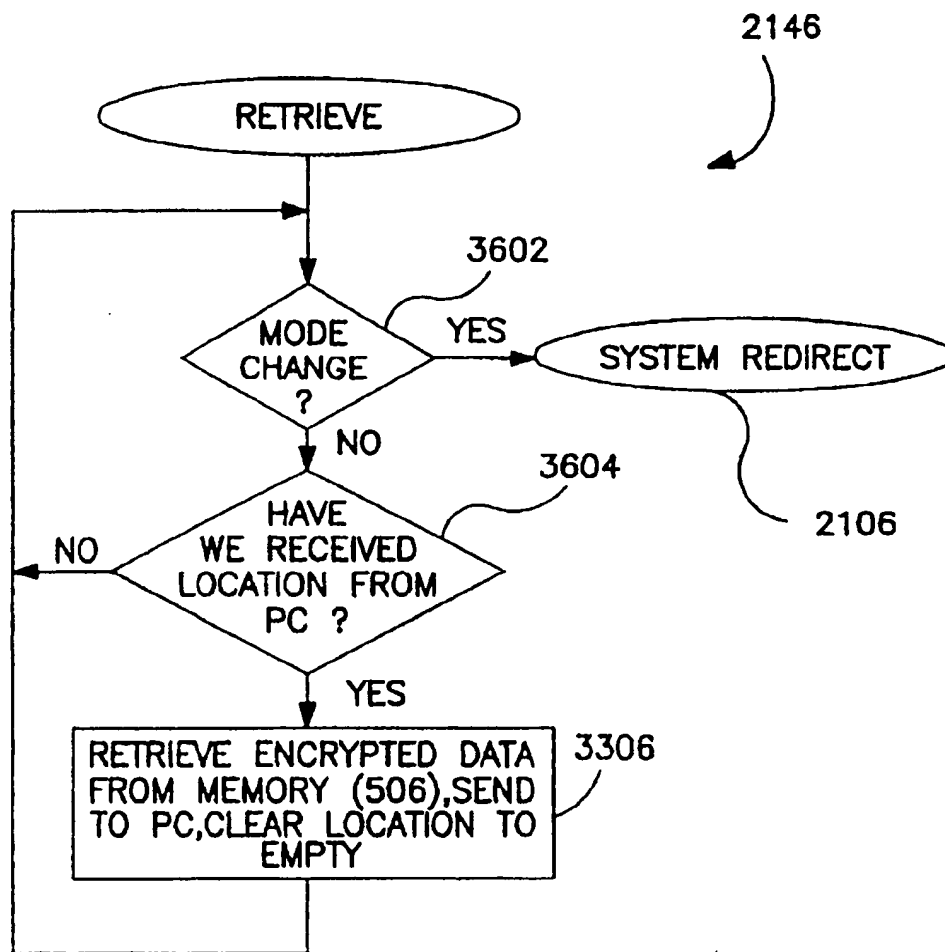 2146
RETRIEVE
3602
MODE
CHANGE
?
YES
SYSTEM REDIRECT
NO
3604
2106
HAVE
WE RECEIVED
LOCATION FROM
PC ?
NO
YES
3306
RETRIEVE ENCRYPTED DATA
FROM MEMORY (506),SEND
TO PC,CLEAR LOCATION TO
EMPTY